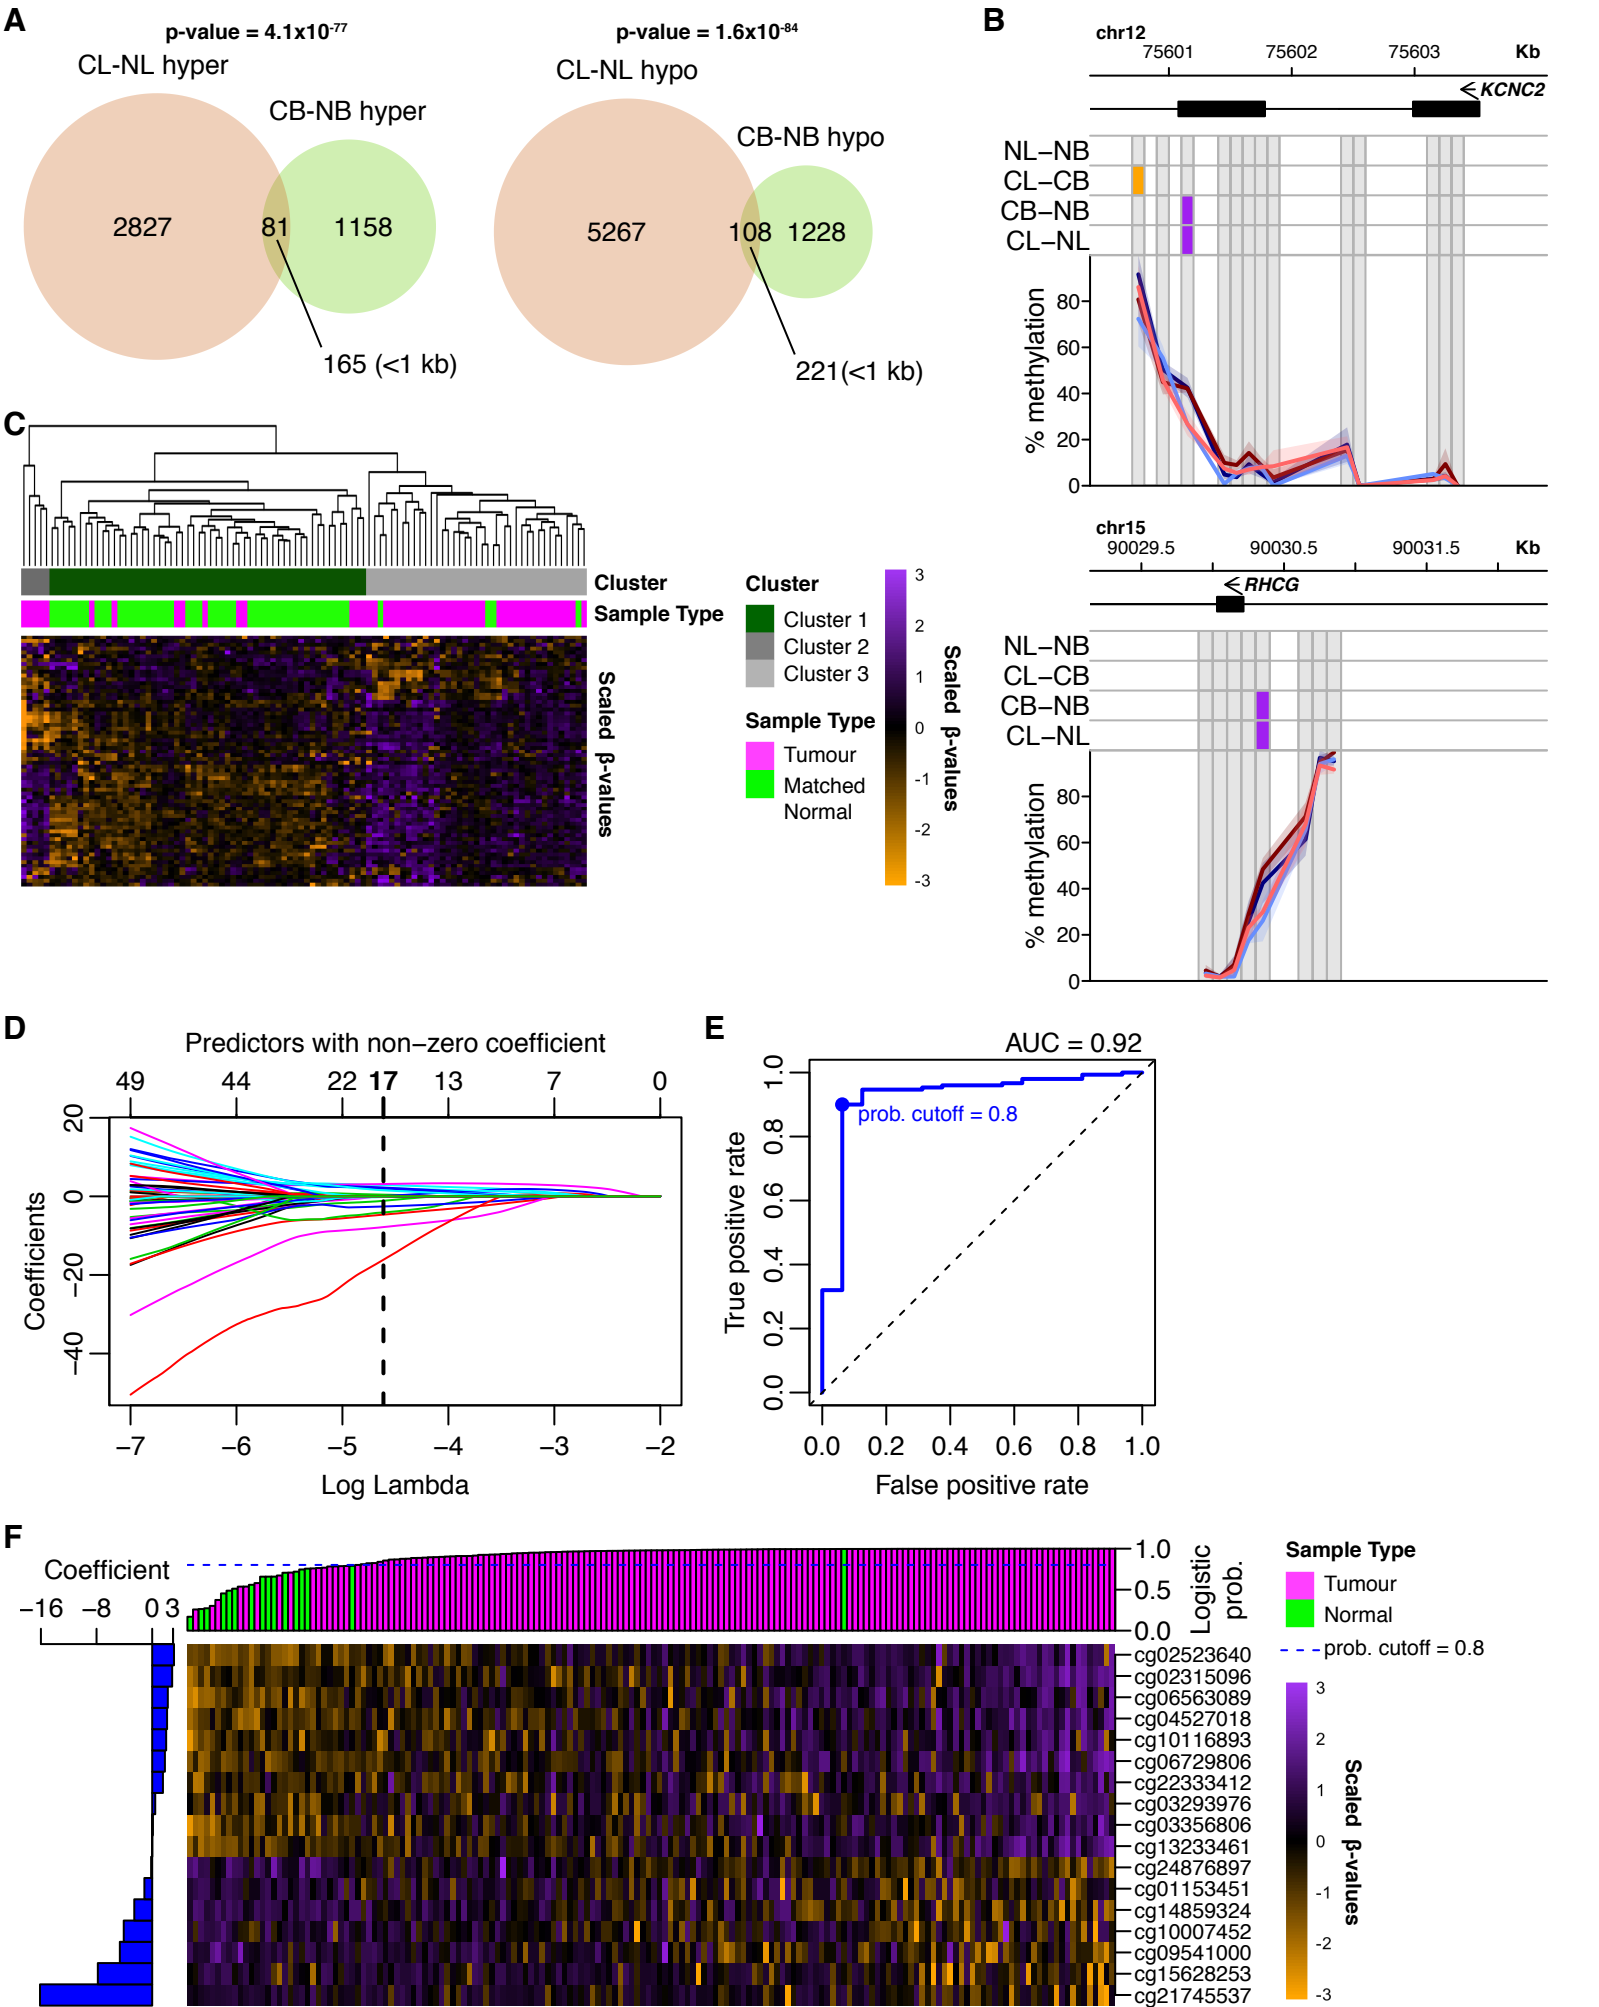 A
p-value = 4.1x10-77
CL-NL hyper
CB-NB hyper
2827
81
1158
165 (<1 kb)
p-value = 1.6x10-84
CL-NL hypo
CB-NB hypo
5267
108
1228
221(<1 kb)
B
chr12
75601 75602 75603 Kb
KCNC2
NL−NB
CL−CB
CB−NB
CL−NL
% methylation
80
60
40
20
0
chr15
90029.5 90030.5 90031.5 Kb
RHCG
NL−NB
CL−CB
CB−NB
CL−NL
% methylation
80
60
40
20
0
C
Cluster
Sample Type
Scaled β-values
Cluster
Cluster 1
Cluster 2
Cluster 3
Sample Type
Tumour
Matched
Normal
3
2
1
0
-1
-2
-3
Scaled β-values
D
Predictors with non−zero coefficient
49 44 22 17 13 7 0
Coefficients
20
0
−20
−40
−7 −6 −5 −4 −3 −2
Log Lambda
E
AUC = 0.92
prob. cutoff = 0.8
True positive rate
1.0
0.8
0.6
0.4
0.2
0.0
0.0 0.2 0.4 0.6 0.8 1.0
False positive rate
F
Coefficient
−16 −8 0 3
1.0
0.5
0.0
Logistic
prob.
cg02523640
cg02315096
cg06563089
cg04527018
cg10116893
cg06729806
cg22333412
cg03293976
cg03356806
cg13233461
cg24876897
cg01153451
cg14859324
cg10007452
cg09541000
cg15628253
cg21745537
Sample Type
Tumour
Normal
prob. cutoff = 0.8
3
2
1
0
-1
-2
-3
Scaled β-values